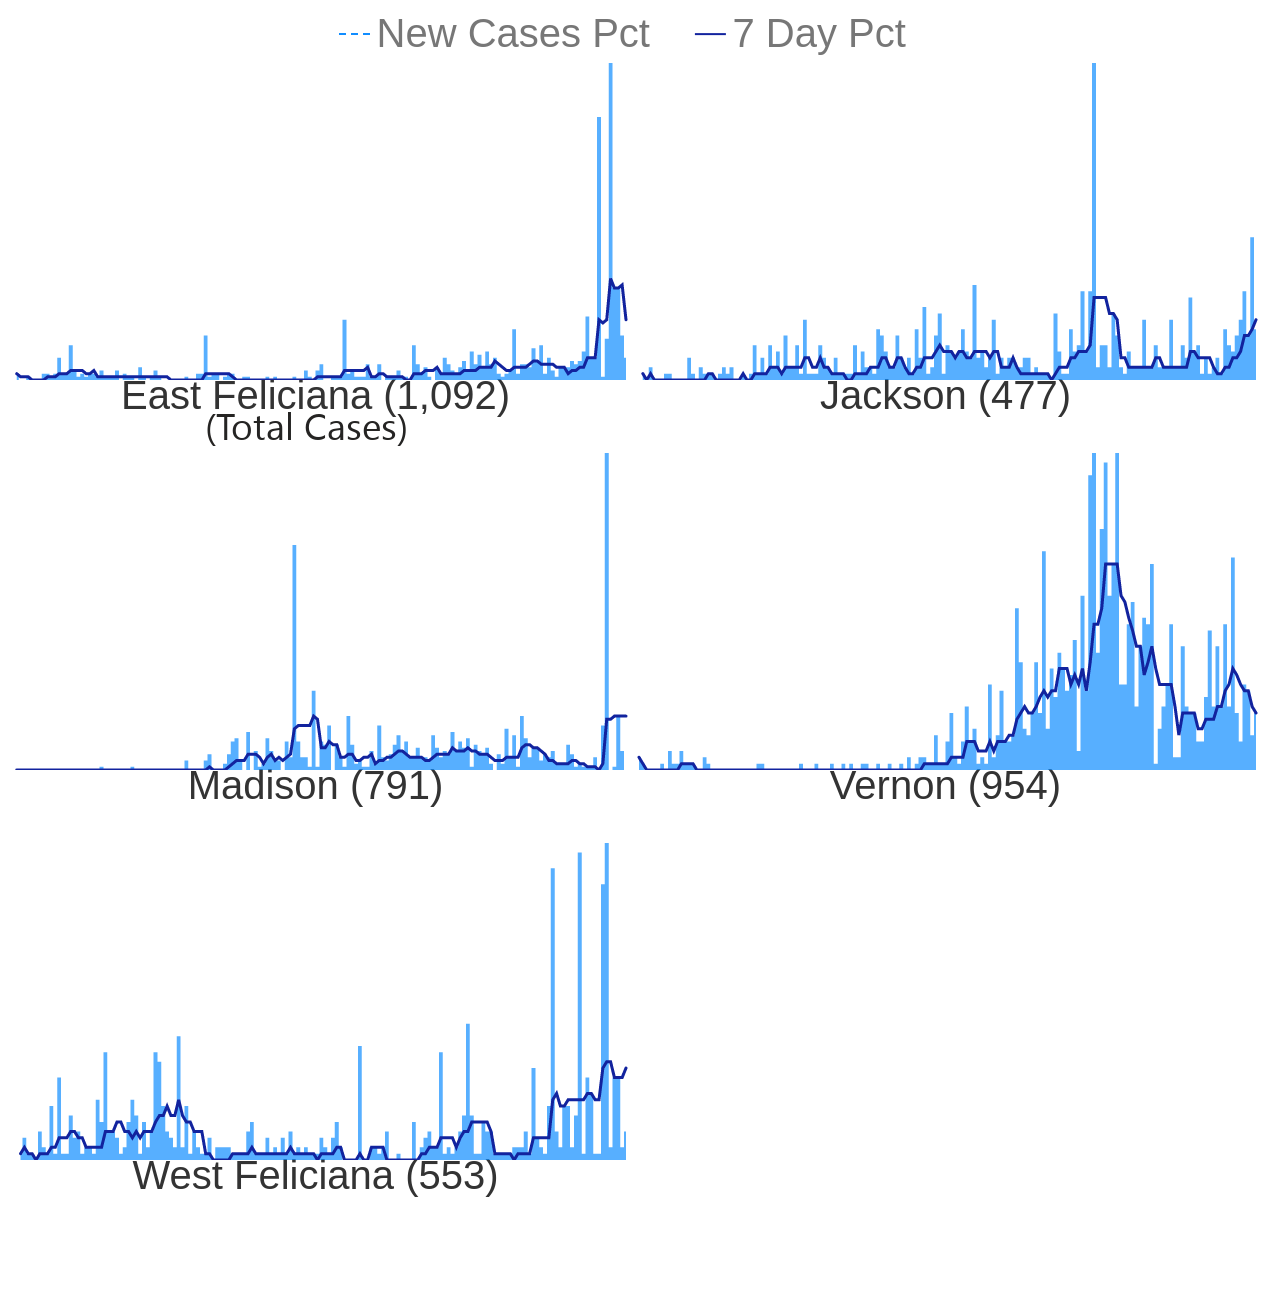 New Cases Pct 7 Day Pct
East Feliciana (1,092)
(Total Cases)
Jackson (477)
Madison (791)
Vernon (954)
West Feliciana (553)